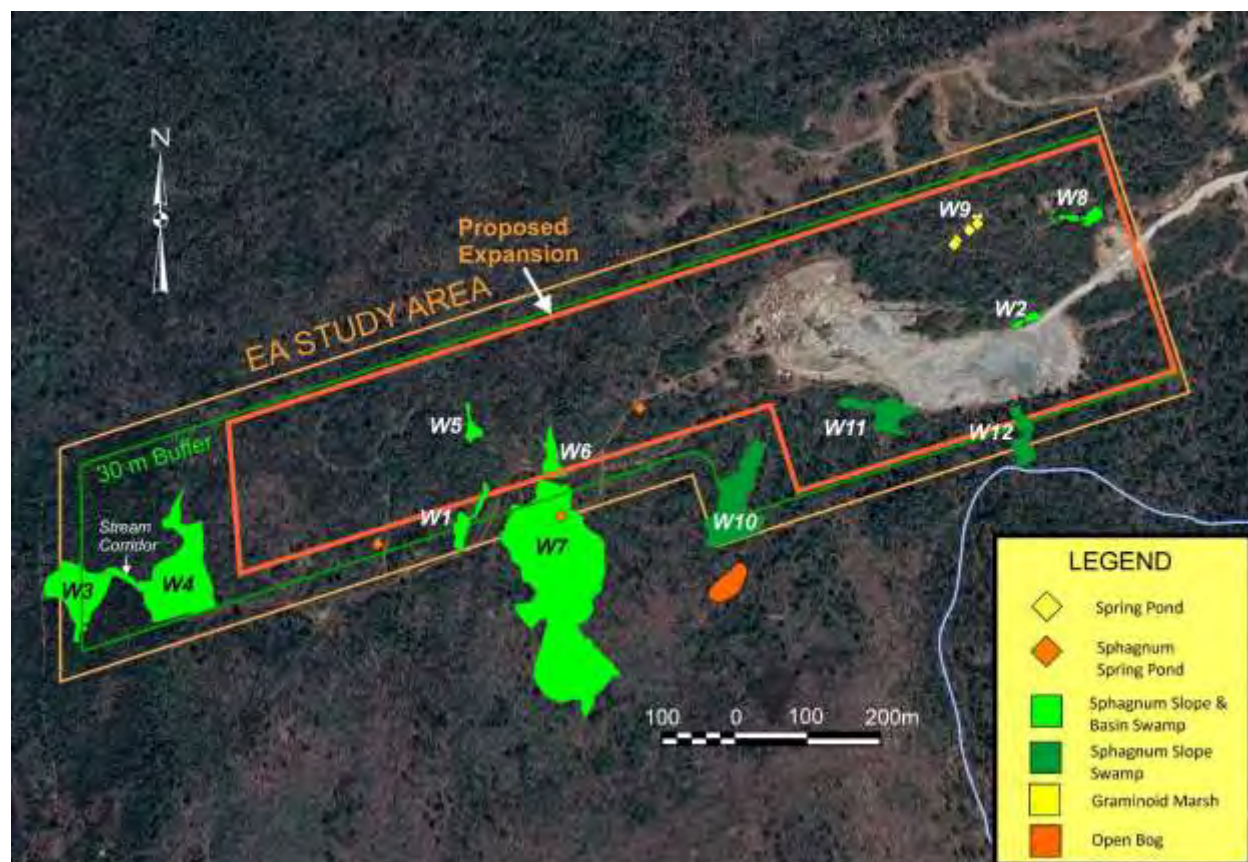 N
W9
W8
Proposed
Expansion
EA STUDY AREA
W2
W5
W6
W11
W12
30 m Buffer
W1
W10
Stream
Corridor
W7
W3
W4
LEGEND
Spring Pond
Sphagnum
Spring Pond
Sphagnum Slope &
Basin Swamp
Sphagnum Slope
Swamp
Graminoid Marsh
Open Bog
100 0 100 200m